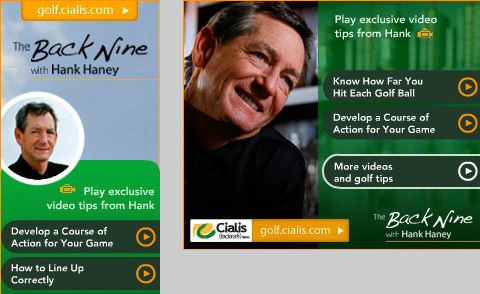 golf.cialis.com
The Back Nine
with Hank Haney
Play exclusive
video tips from Hank
Develop a Course of
Action for Your Game
How to Line Up
Correctly
Play exclusive video
tips from Hank
Know How Far You
Hit Each Golf Ball
Develop a Course of
Action for Your Game
More videos
and golf tips
Cialis
(tadalafil) tablets
golf.cialis.com
The Back Nine
with Hank Haney